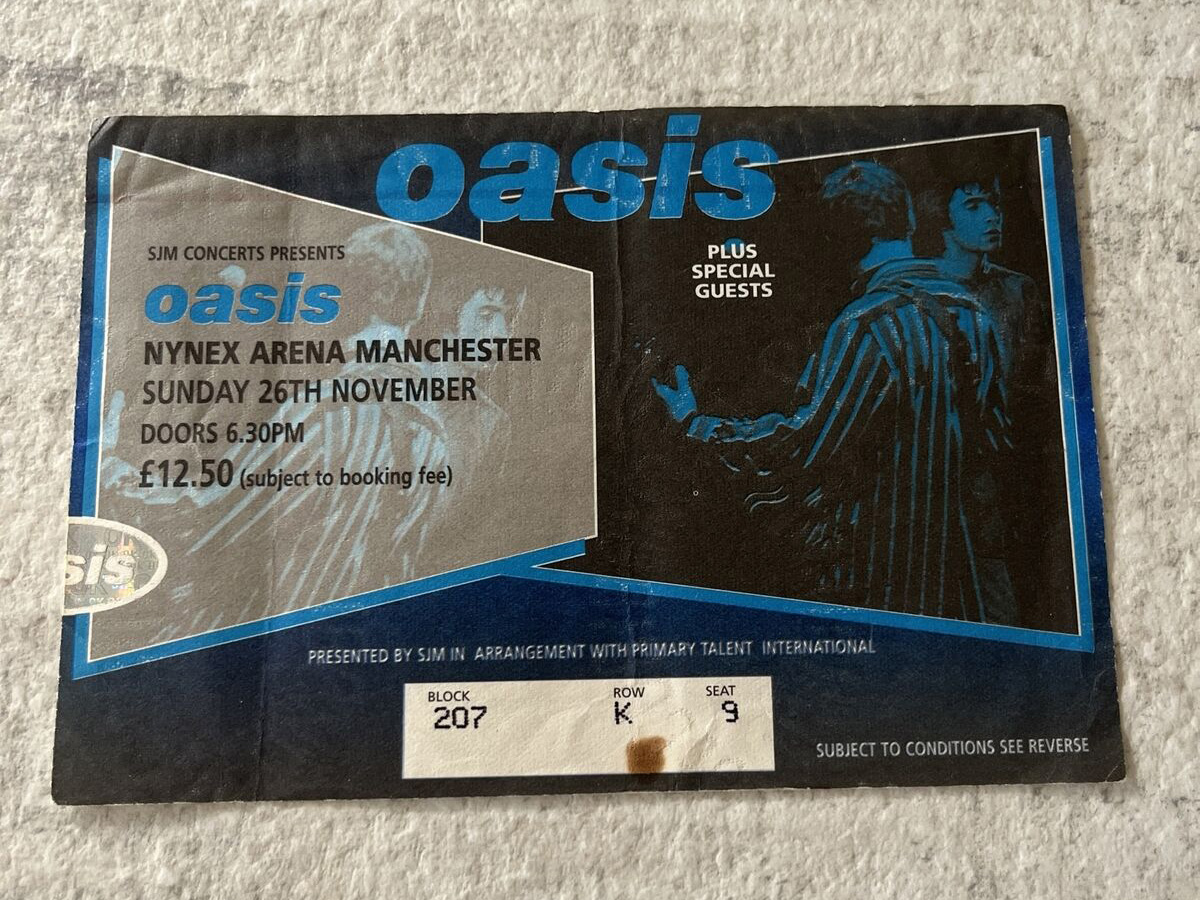 oasis
SJM CONCERTS PRESENTS
oasis
NYNEX ARENA MANCHESTER
SUNDAY 26TH NOVEMBER
DOORS 6.30PM
£12.50 (subject to booking fee)
PLUS
SPECIAL
GUESTS
sis
PRESENTED BY SJM IN ARRANGEMENT WITH PRIMARY TALENT INTERNATIONAL
BLOCK ROW SEAT
207 K 9
SUBJECT TO CONDITIONS SEE REVERSE